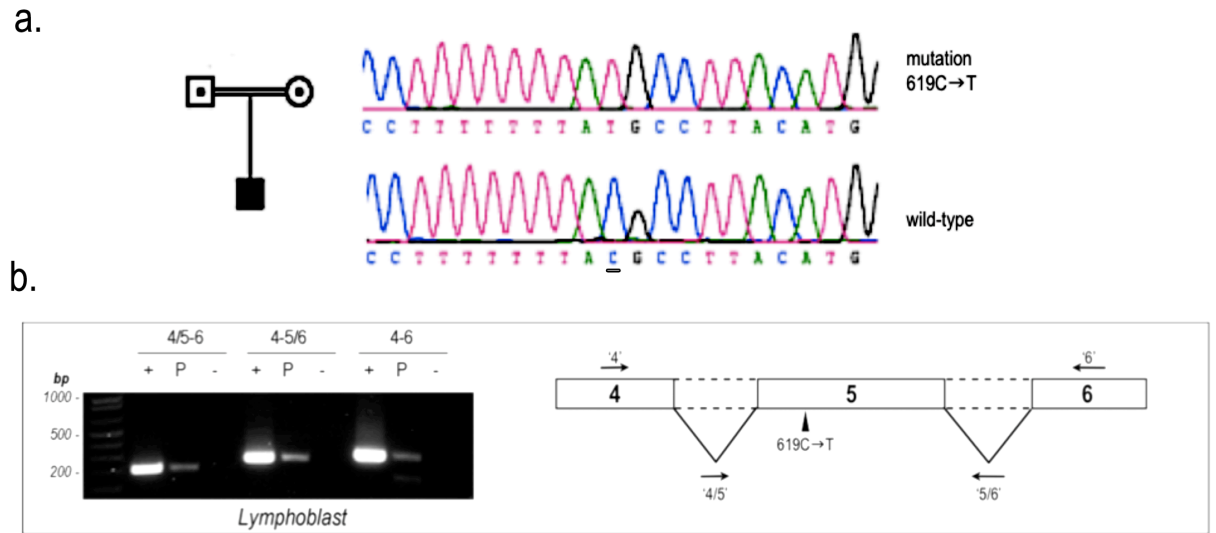 a.
mutation
619C→T
C C T T T T T T T A T G C C T T A C A T G
wild-type
C C T T T T T T T A C G C C T T A C A T G
b.
4/5-6 4-5/6 4-6
+ P - + P - + P -
bp
1000 -
500 -
200 -
Lymphoblast
'4' '6'
4 5 6
619C→T
'4/5' '5/6'